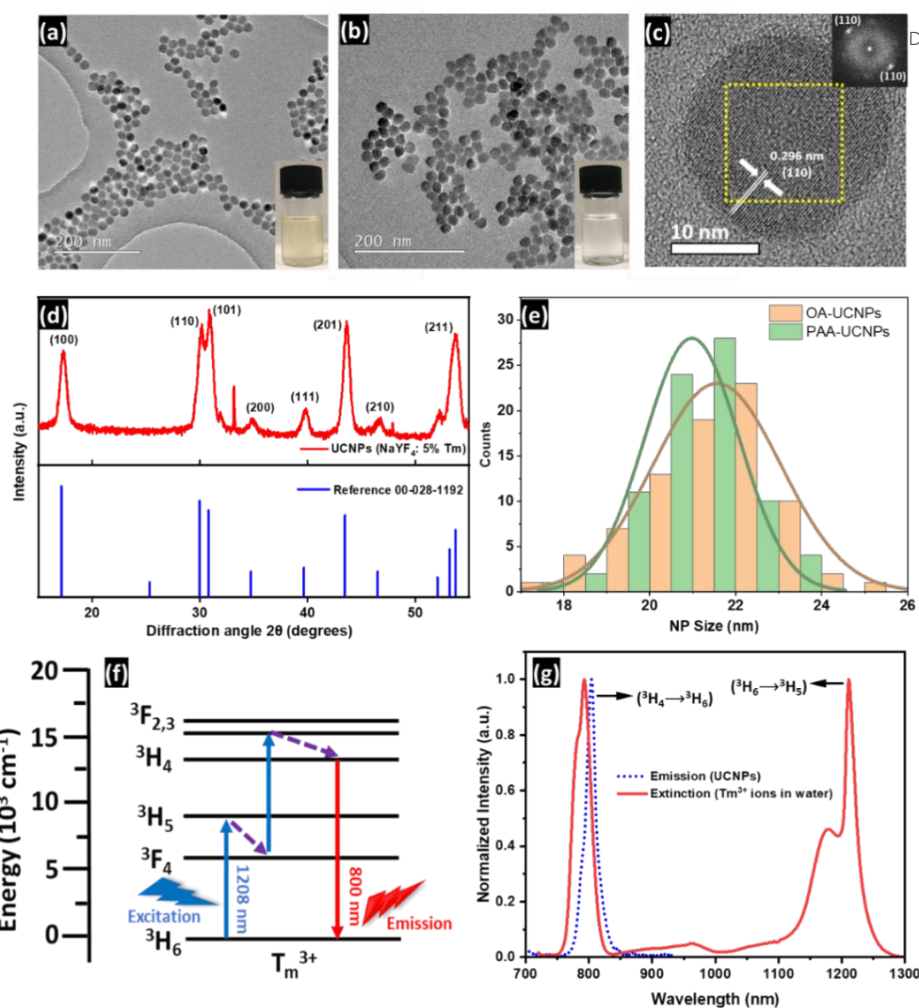 (a)
200 nm
(b)
200 nm
(c)
(110)
(1̄10)
0.296 nm
(110)
10 nm
D
(d)
Intensity (a.u.)
(100)
(110)
(101)
(200)
(111)
(201)
(210)
(211)
UCNPs (NaYF₄: 5% Tm)
Reference 00-028-1192
20
30
40
50
Diffraction angle 2θ (degrees)
(e)
OA-UCNPs
PAA-UCNPs
Counts
30
25
20
15
10
5
0
18
20
22
24
26
NP Size (nm)
(f)
Energy (10³ cm⁻¹)
20
15
10
5
0
³F₂,₃
³H₄
³H₅
³F₄
³H₆
Excitation
1208 nm
800 nm
Emission
Tm³⁺
(g)
Normalized Intensity (a.u.)
1.0
0.8
0.6
0.4
0.2
0.0
(³H₄→³H₆)
(³H₆→³H₅)
Emission (UCNPs)
Extinction (Tm³⁺ ions in water)
700
800
900
1000
1100
1200
1300
Wavelength (nm)